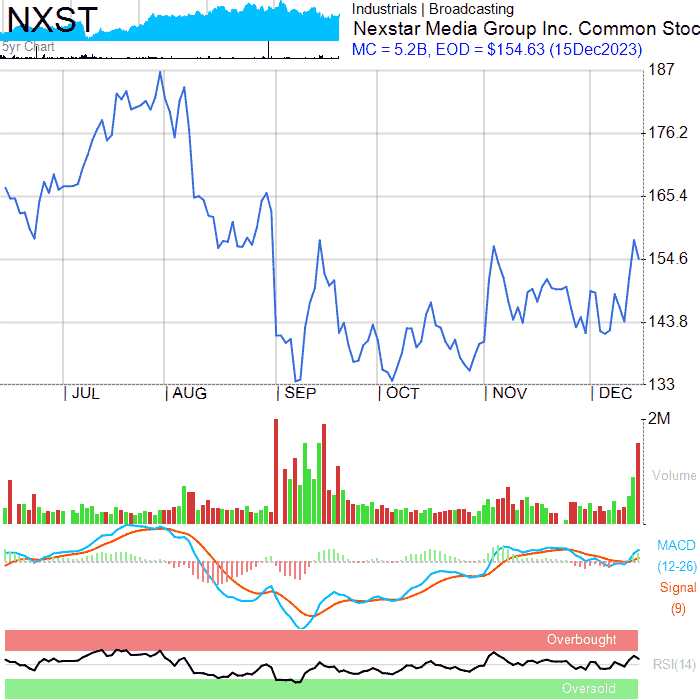 NXST
5yr Chart
Industrials | Broadcasting
Nexstar Media Group Inc. Common Stoc
MC = 5.2B, EOD = $154.63 (15Dec2023)
187
176.2
165.4
154.6
143.8
133
JUL AUG SEP OCT NOV DEC
2M
Volume
MACD
(12-26)
Signal
(9)
Overbought
RSI(14)
Oversold